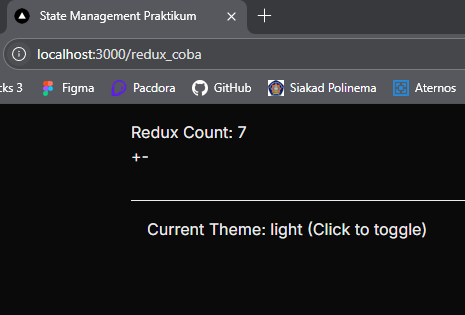 State Management Praktikum
localhost:3000/redux_coba
cks 3 Figma Pacdora GitHub Siakad Polinema Aternos
Redux Count: 7
+-
Current Theme: light (Click to toggle)